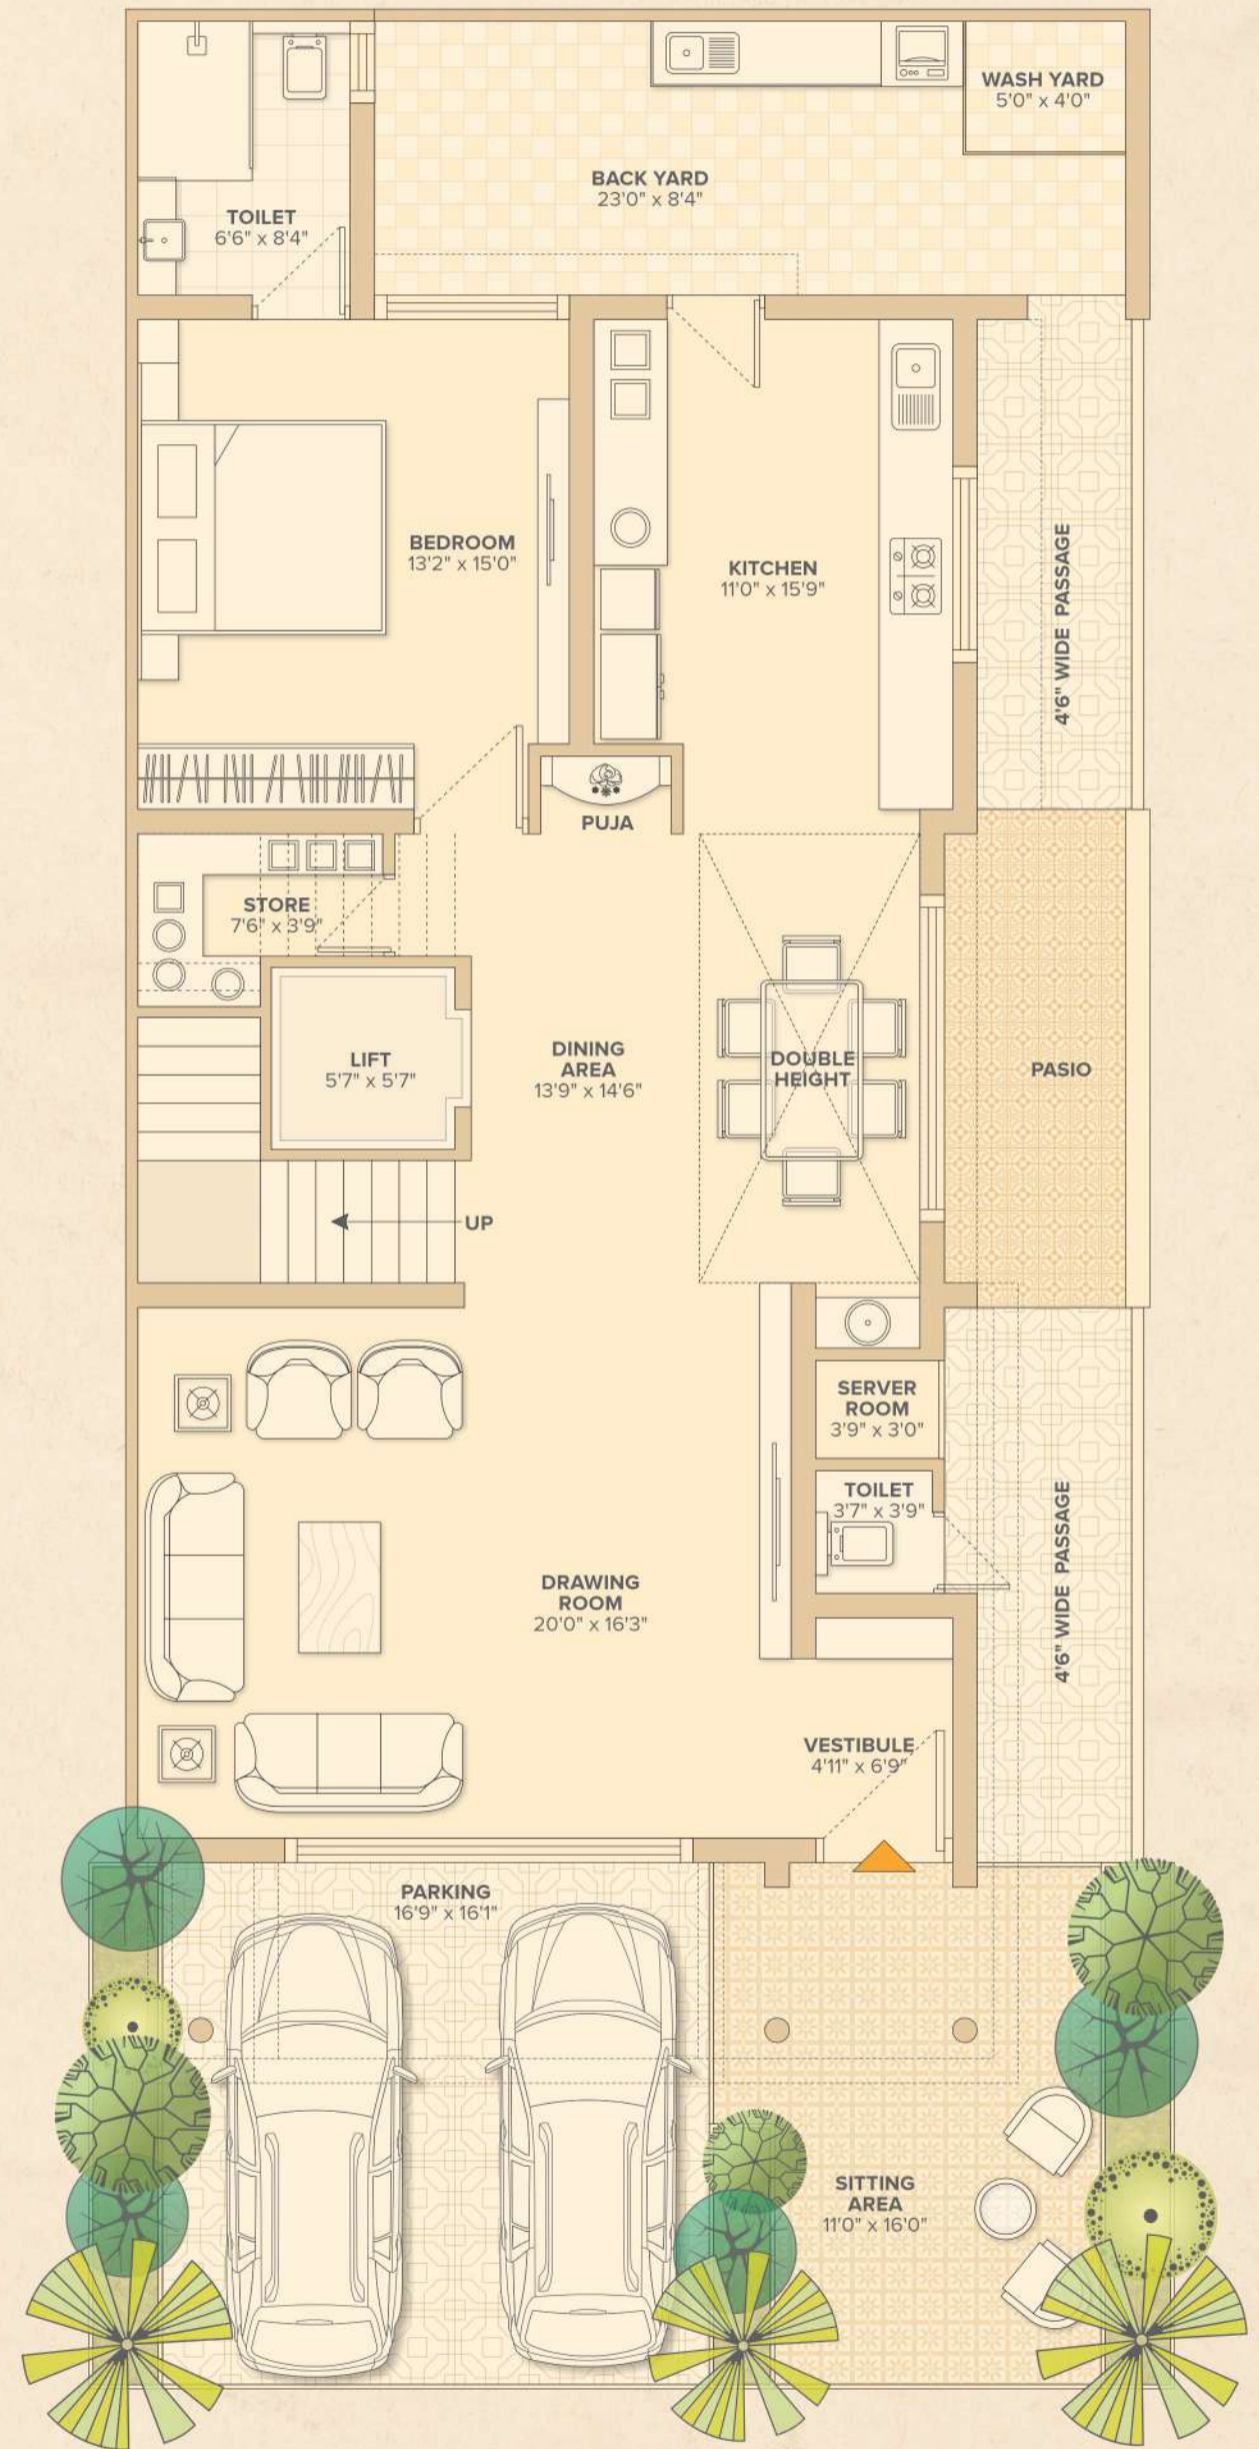 WASH YARD
5'0" x 4'0"
BACK YARD
23'0" x 8'4"
TOILET
6'6" x 8'4"
BEDROOM
13'2" x 15'0"
KITCHEN
11'0" x 15'9"
4'6" WIDE PASSAGE
PUJA
STORE
7'6" x 3'9"
LIFT
5'7" x 5'7"
DINING
AREA
13'9" x 14'6"
DOUBLE
HEIGHT
PASIO
UP
SERVER
ROOM
3'9" x 3'0"
TOILET
3'7" x 3'9"
4'6" WIDE PASSAGE
DRAWING
ROOM
20'0" x 16'3"
VESTIBULE
4'11" x 6'9"
PARKING
16'9" x 16'1"
SITTING
AREA
11'0" x 16'0"